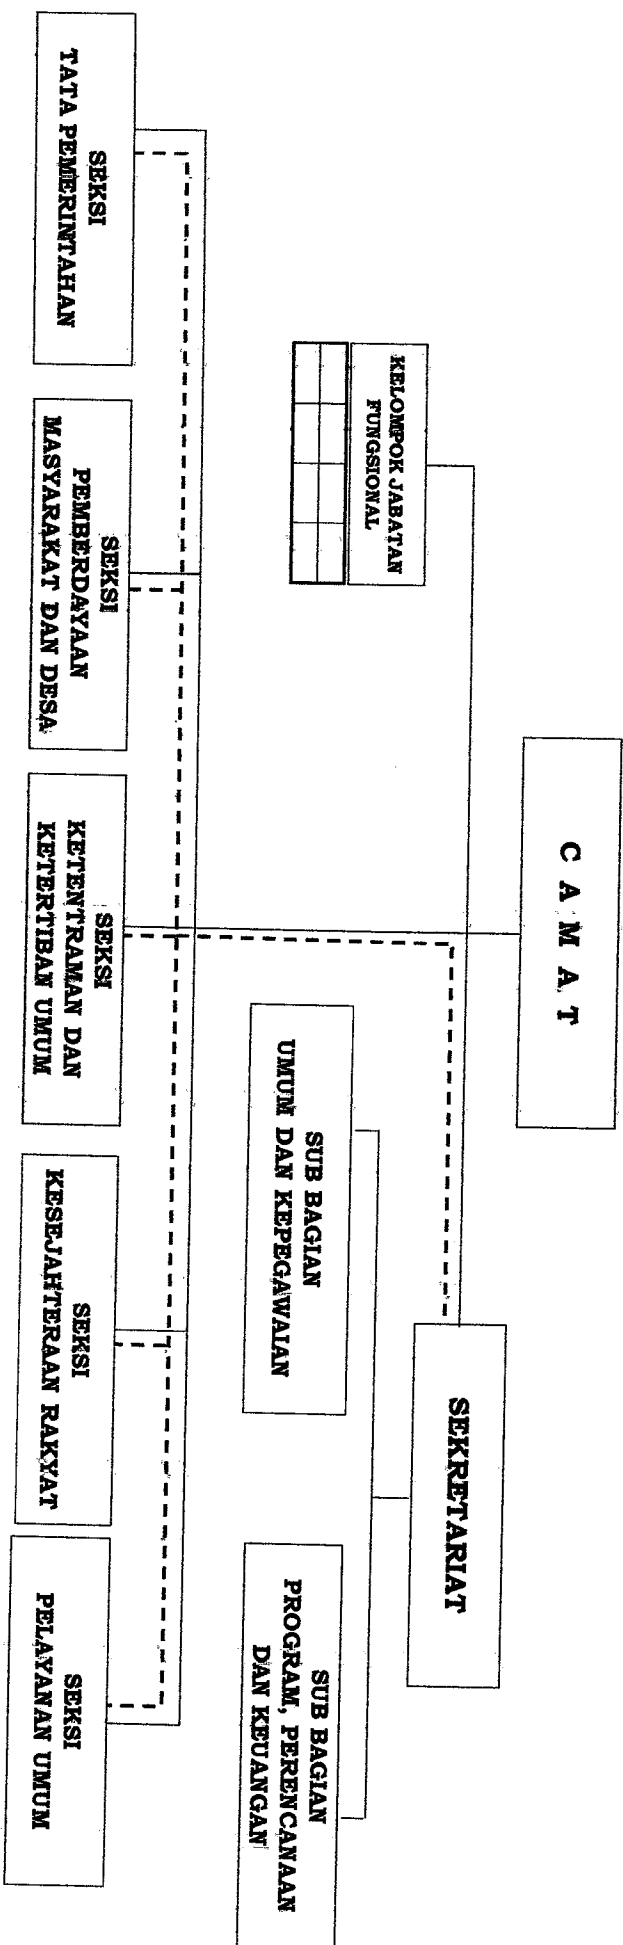 C A M A T
KELOMPOK JABATAN
FUNGSIONAL
SEKRETARIAT
SUB BAGIAN
UMUM DAN KEPEGAWAIAN
SUB BAGIAN
PROGRAM, PERENCANAAN
DAN KEUANGAN
SEKSI
TATA PEMERINTAHAN
SEKSI
PEMBERDAYAAN
MASYARAKAT DAN DESA
SEKSI
KETENTRAMAN DAN
KETERTIBAN UMUM
SEKSI
KESEJAHTERAAN RAKYAT
SEKSI
PELAYANAN UMUM